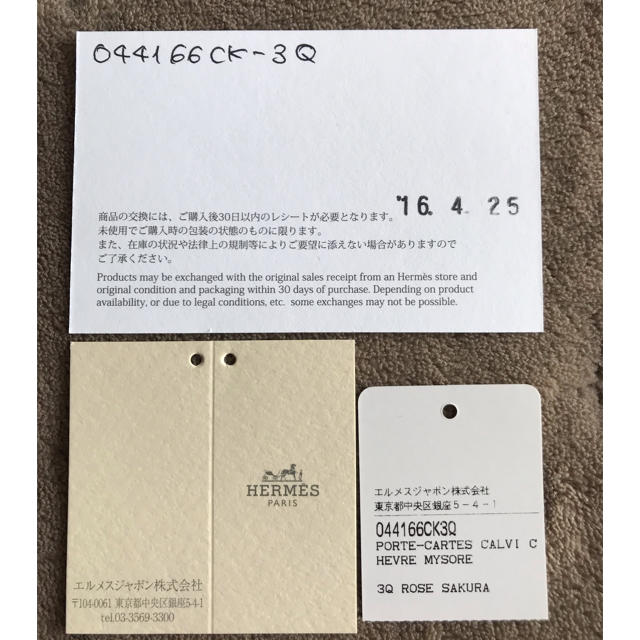 044166CK-3Q
'16. 4. 25
商品の交換には、ご購入後30日以内のレシートが必要となります。
未使用でご購入時の包装の状態のものに限ります。
また、在庫の状況や法律上の規制等によりご要望に添えない場合がありますので
ご了承ください。
Products may be exchanged with the original sales receipt from an Hermès store and
original condition and packaging within 30 days of purchase. Depending on product
availability, or due to legal conditions, etc. some exchanges may not be possible.
HERMÈS
PARIS
エルメスジャポン株式会社
〒104-0061 東京都中央区銀座5-4-1
tel.03-3569-3300
エルメスジャポン株式会社
東京都中央区銀座5-4-1
044166CK3Q
PORTE-CARTES CALVI C
HEVRE MYSORE
3Q ROSE SAKURA